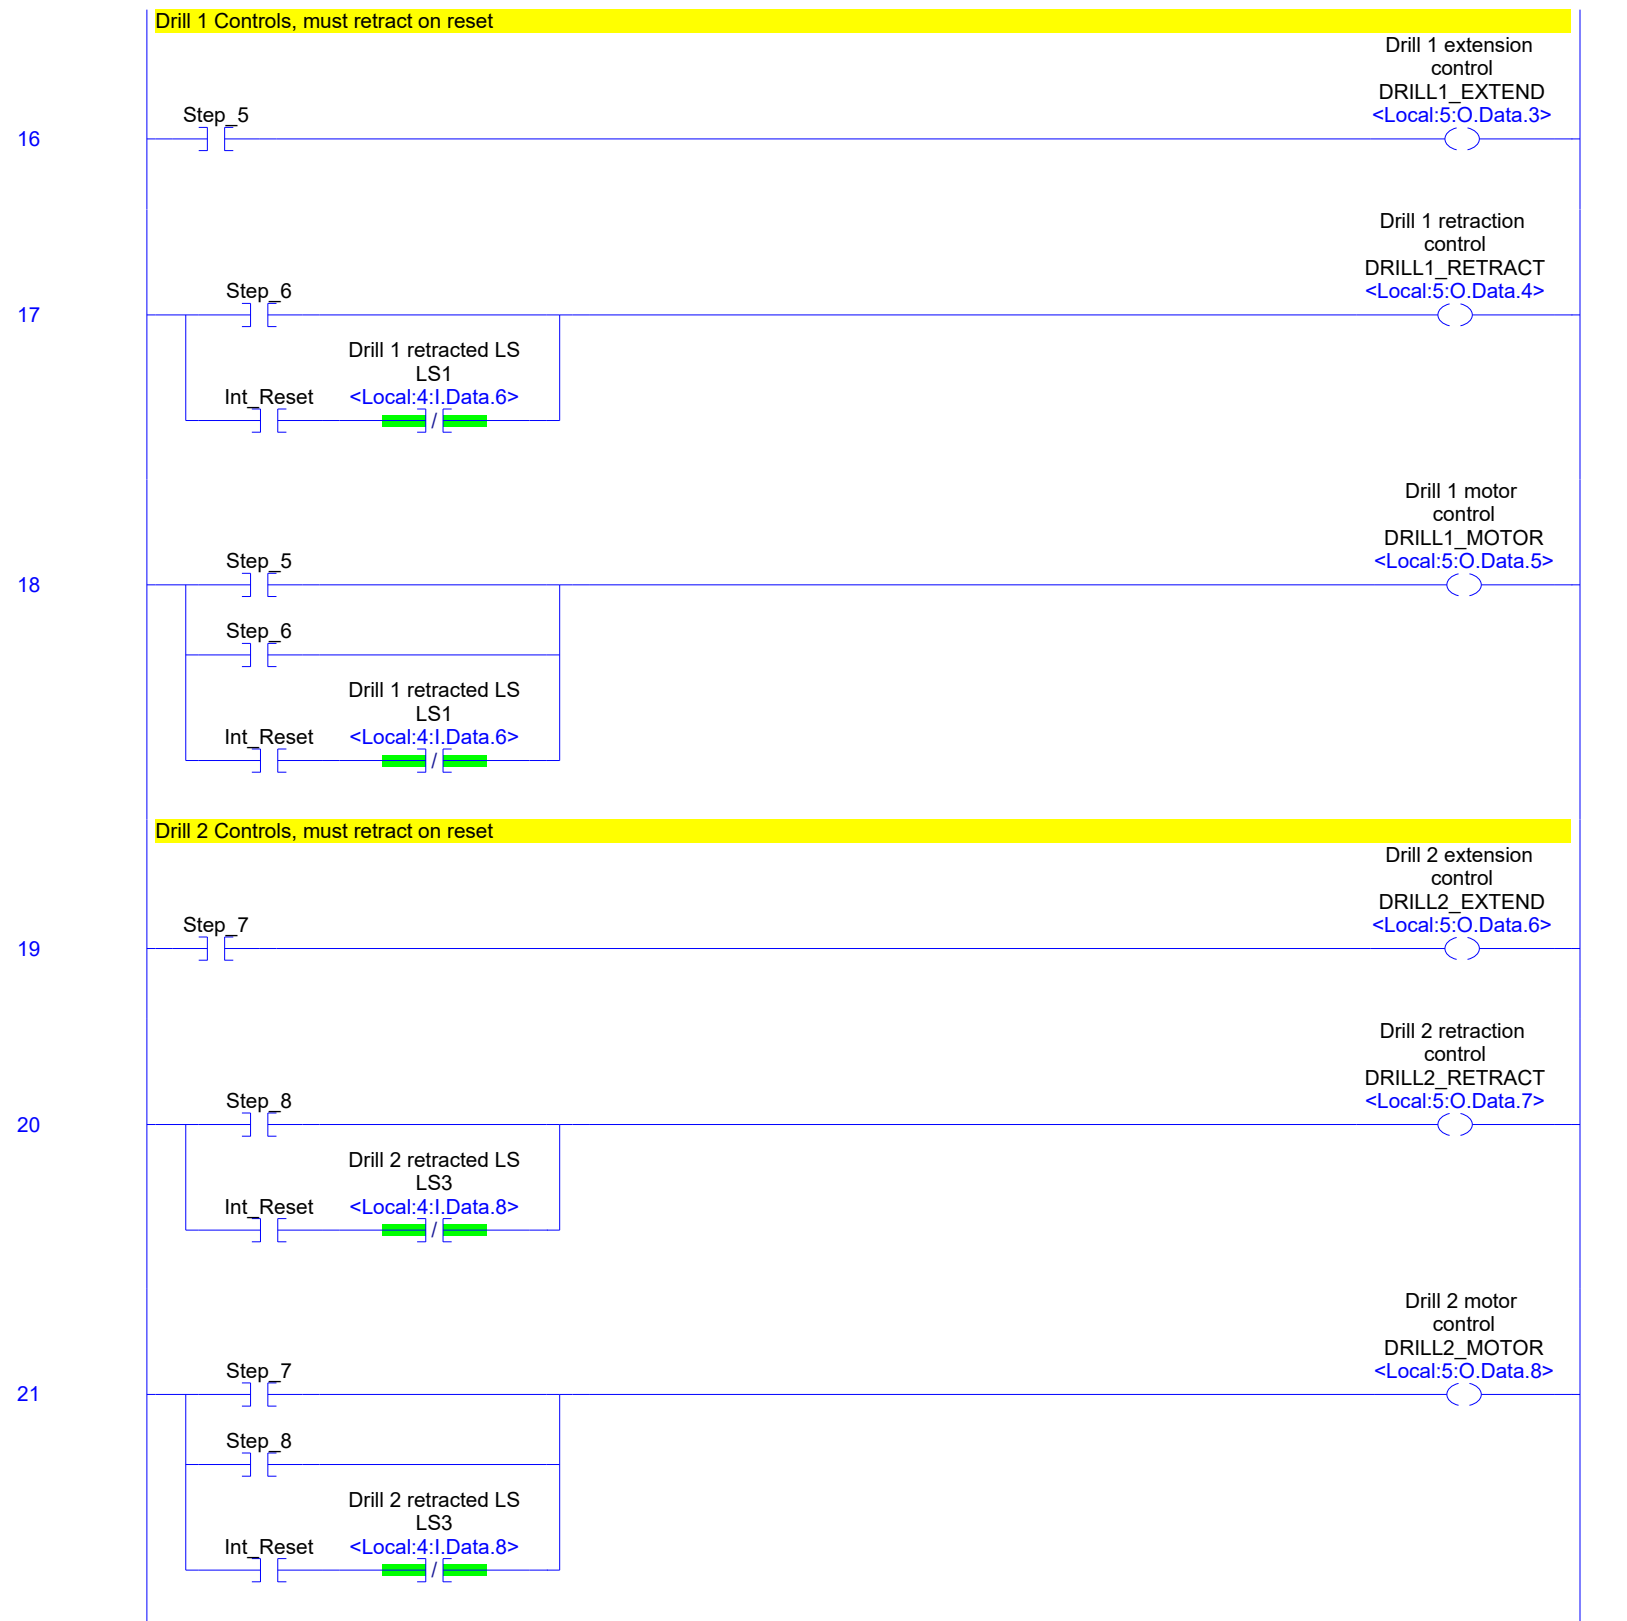 Drill 1 Controls, must retract on reset
Drill 1 extension
control
DRILL1_EXTEND
Step_5
<Local:5:O.Data.3>
16
Drill 1 retraction
control
DRILL1_RETRACT
Step_6
<Local:5:O.Data.4>
17
Drill 1 retracted LS
LS1
Int_Reset
<Local:4:I.Data.6>
/
Drill 1 motor
control
DRILL1_MOTOR
Step_5
<Local:5:O.Data.5>
18
Step_6
Drill 1 retracted LS
LS1
Int_Reset
<Local:4:I.Data.6>
/
Drill 2 Controls, must retract on reset
Drill 2 extension
control
DRILL2_EXTEND
Step_7
<Local:5:O.Data.6>
19
Drill 2 retraction
control
DRILL2_RETRACT
Step_8
<Local:5:O.Data.7>
20
Drill 2 retracted LS
LS3
Int_Reset
<Local:4:I.Data.8>
/
Drill 2 motor
control
DRILL2_MOTOR
Step_7
<Local:5:O.Data.8>
21
Step_8
Drill 2 retracted LS
LS3
Int_Reset
<Local:4:I.Data.8>
/